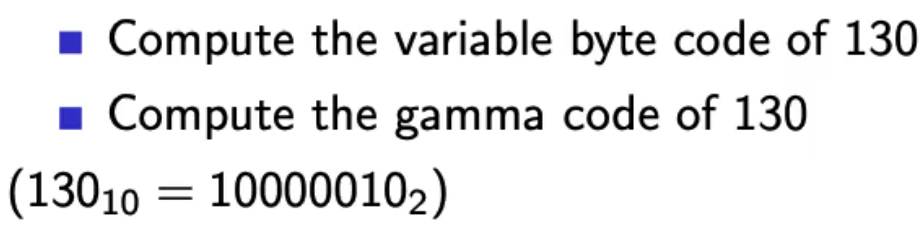 Compute the variable byte code of 130
Compute the gamma code of 130
(130₁₀ = 10000010₂)